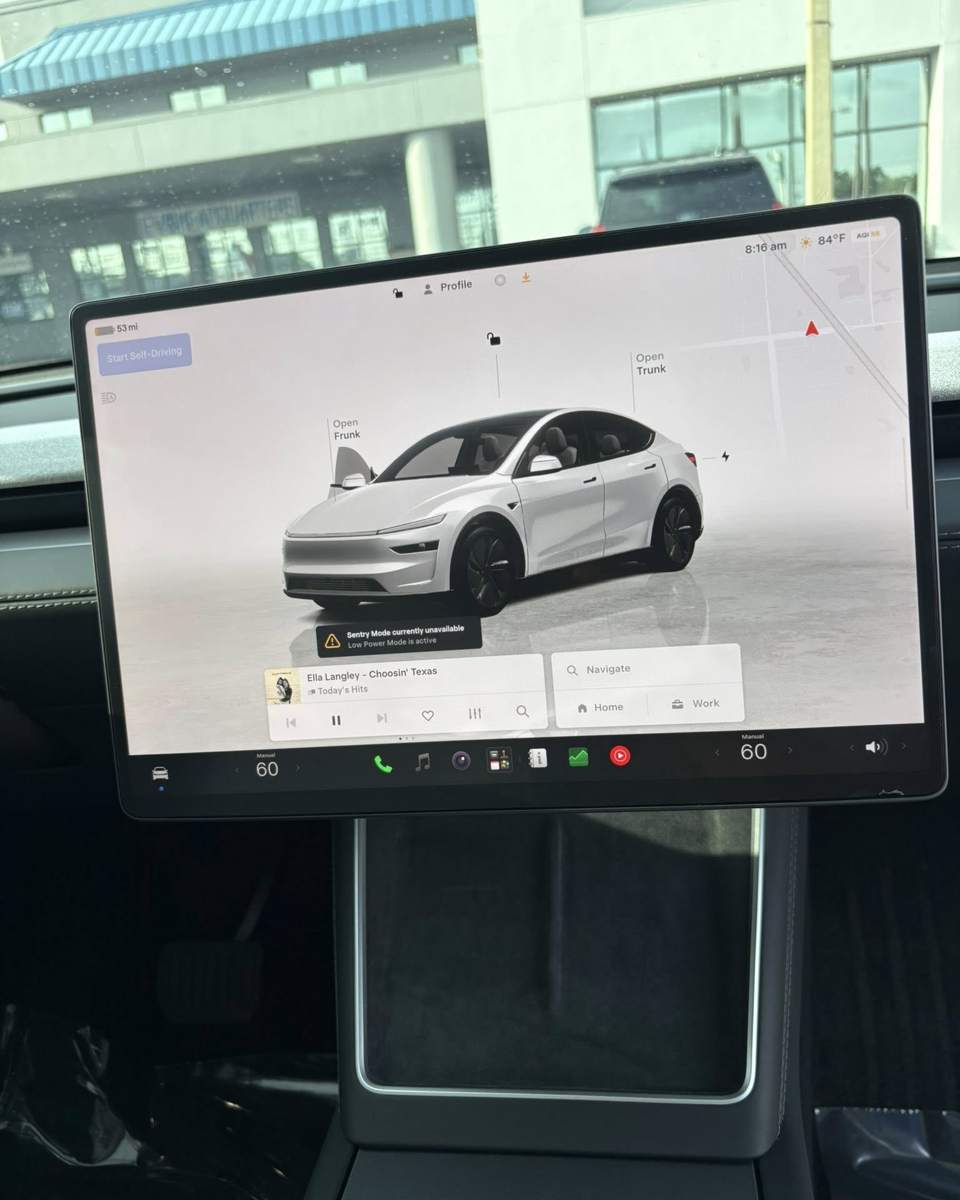 8:16 am 84°F AQI 58
Profile
53 mi
Start Self-Driving
Open
Trunk
Open
Frunk
Sentry Mode currently unavailable
Low Power Mode is active
Ella Langley - Choosin' Texas
Today's Hits
Navigate
Home Work
Manual
60
Manual
60